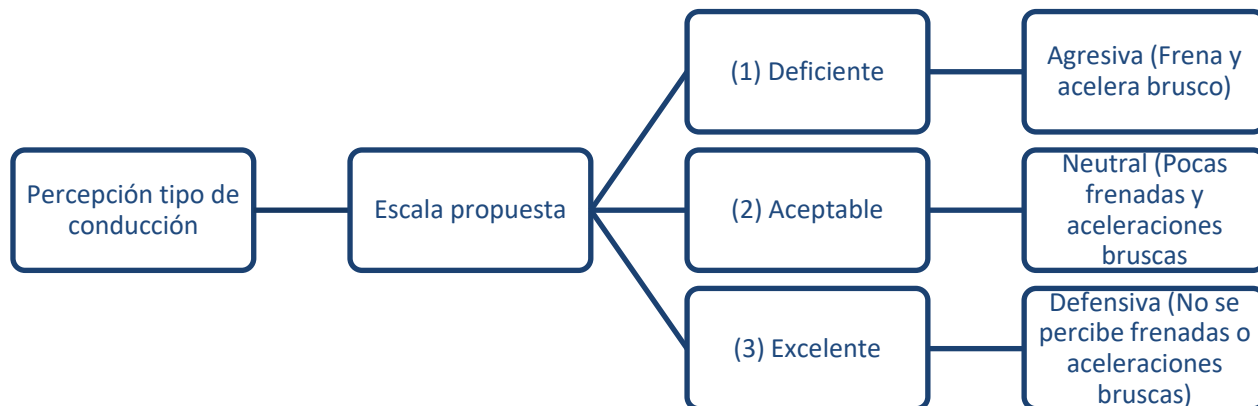 Percepción tipo de
conducción
Escala propuesta
(1) Deficiente
Agresiva (Frena y
acelera brusco)
(2) Aceptable
Neutral (Pocas
frenadas y
aceleraciones
bruscas
(3) Excelente
Defensiva (No se
percibe frenadas o
aceleraciones
bruscas)